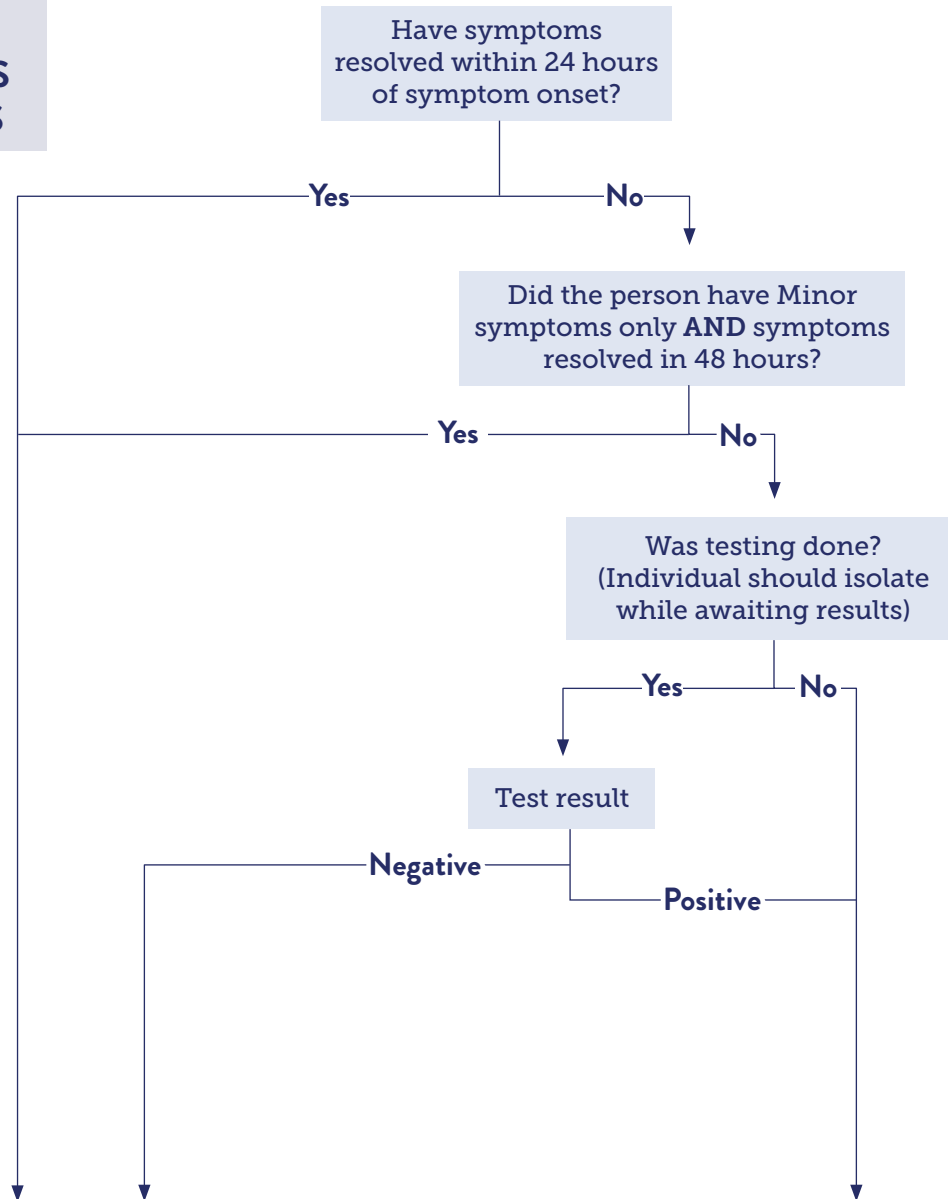 S
S
Have symptoms
resolved within 24 hours
of symptom onset?
Yes
No
Did the person have Minor
symptoms only AND symptoms
resolved in 48 hours?
Yes
No
Was testing done?
(Individual should isolate
while awaiting results)
Yes
No
Test result
Negative
Positive